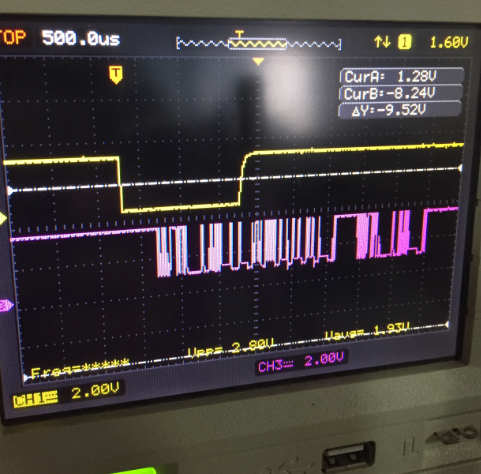 TOP 500.0us T ↑↓ 1 1.60V
T
CurA: 1.28V
CurB:-8.24V
ΔY:-9.52V
Freq=***** Vpp= 2.80V Vavg= 1.93V
CH1 2.00V CH3 2.00V